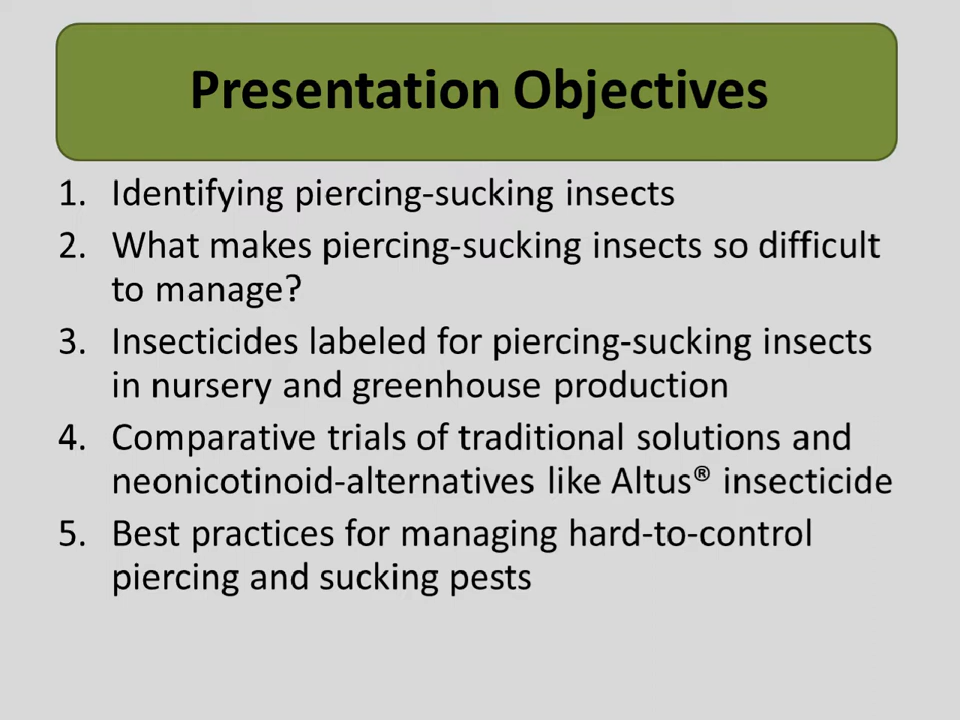 Presentation Objectives
1. Identifying piercing-sucking insects
2. What makes piercing-sucking insects so difficult
to manage?
3. Insecticides labeled for piercing-sucking insects
in nursery and greenhouse production
4. Comparative trials of traditional solutions and
neonicotinoid-alternatives like Altus® insecticide
5. Best practices for managing hard-to-control
piercing and sucking pests